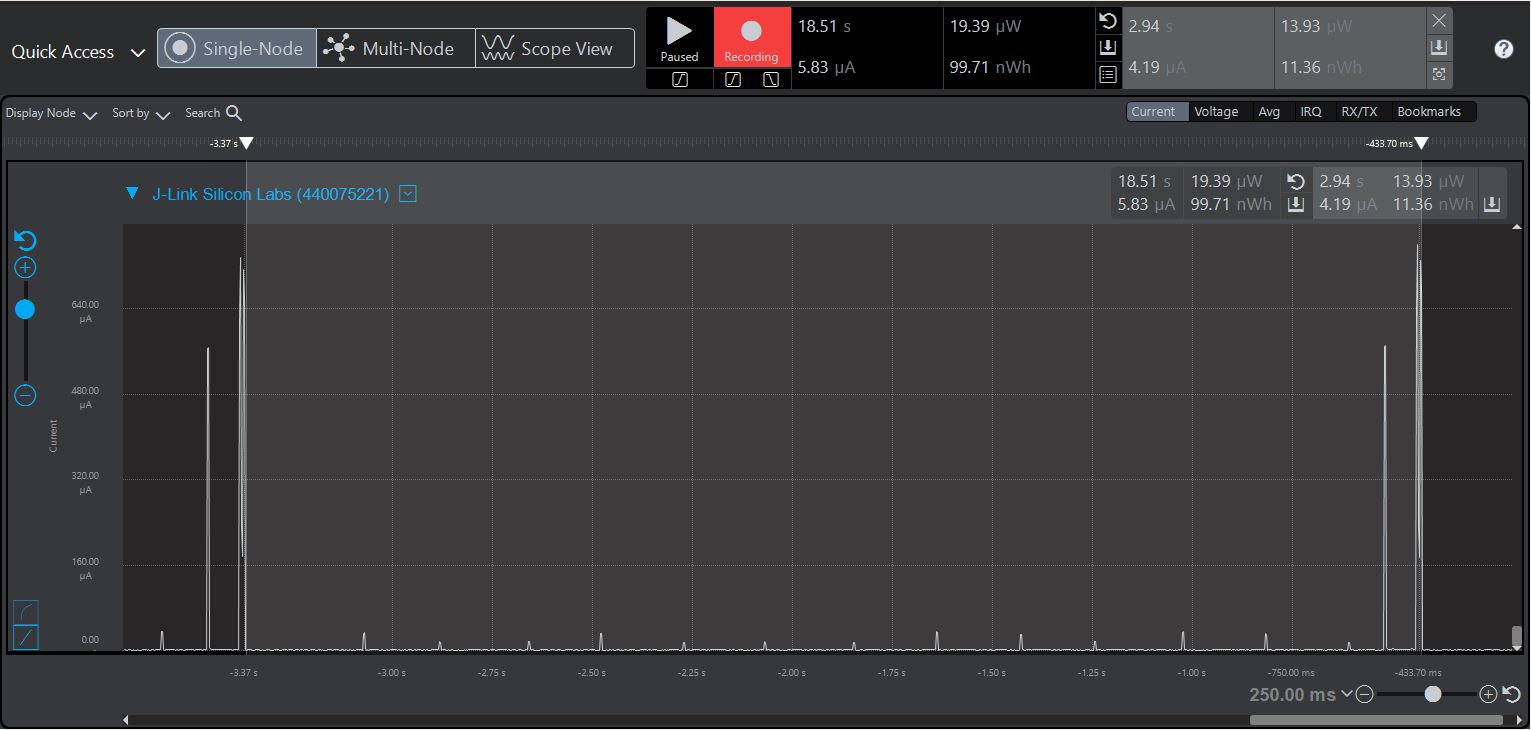 Quick Access
Single-Node
Multi-Node
Scope View
Paused
Recording
18.51 s
19.39 µW
5.83 µA
99.71 nWh
2.94 s
13.93 µW
4.19 µA
11.36 nWh
Display Node
Sort by
Search
Current
Voltage
Avg
IRQ
RX/TX
Bookmarks
-3.37 s
-433.70 ms
J-Link Silicon Labs (440075221)
18.51 s
19.39 µW
2.94 s
13.93 µW
5.83 µA
99.71 nWh
4.19 µA
11.36 nWh
640.00
µA
480.00
µA
Current
320.00
µA
160.00
µA
0.00
-3.37 s
-3.00 s
-2.75 s
-2.50 s
-2.25 s
-2.00 s
-1.75 s
-1.50 s
-1.25 s
-1.00 s
-750.00 ms
-433.70 ms
250.00 ms